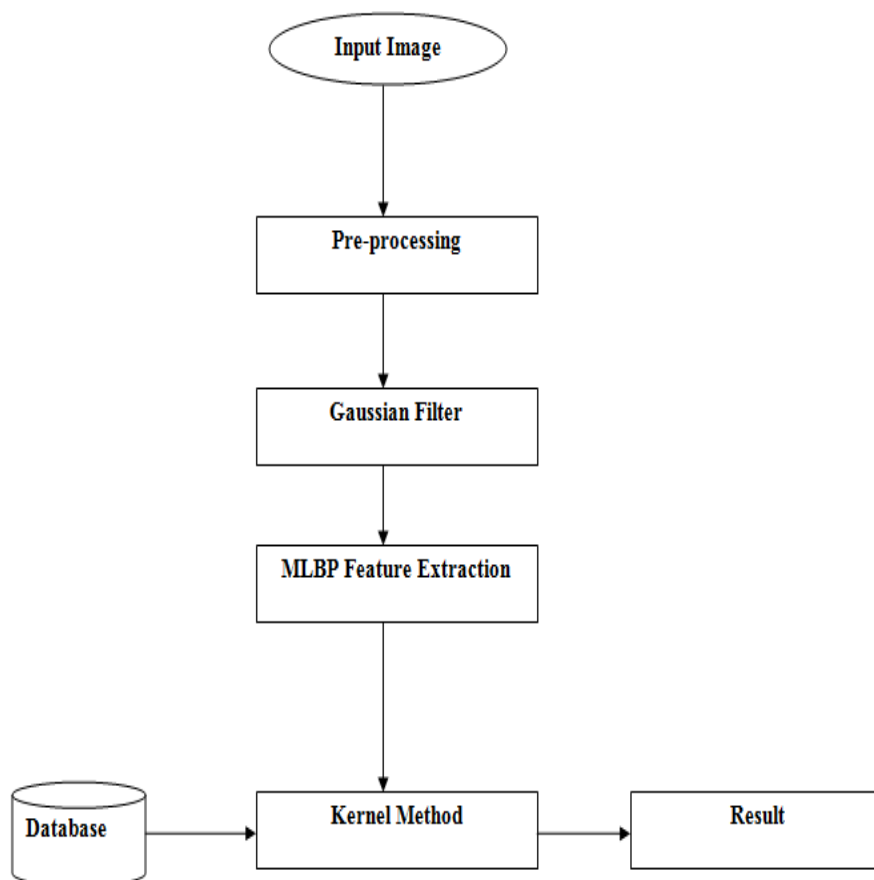 Input Image
Pre-processing
Gaussian Filter
MLBP Feature Extraction
Database
Kernel Method
Result